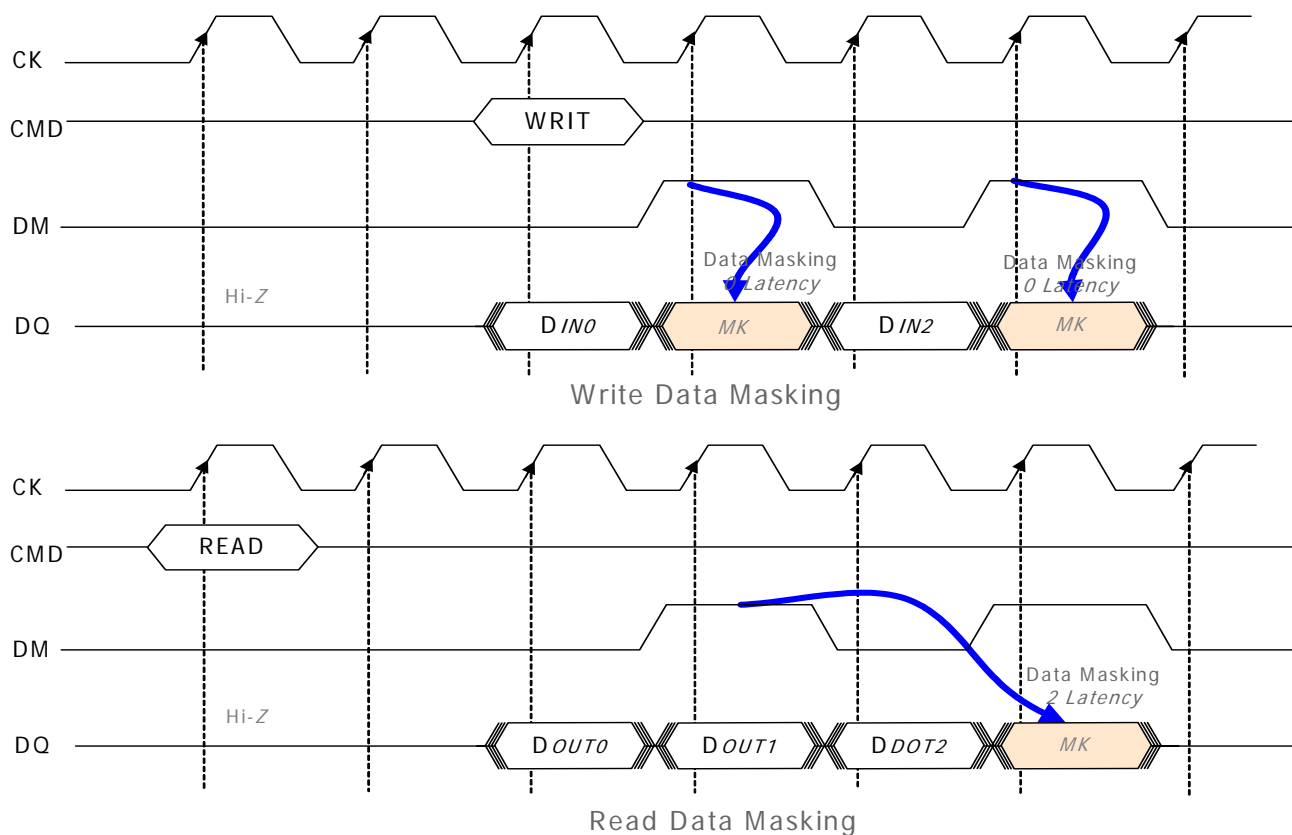 CK
CMD
WRIT
DM
Data Masking
0 Latency
Data Masking
0 Latency
Hi-Z
DQ
DIN0
MK
DIN2
MK
Write Data Masking
CK
CMD
READ
DM
Data Masking
2 Latency
Hi-Z
DQ
DOUT0
DOUT1
DDOT2
MK
Read Data Masking